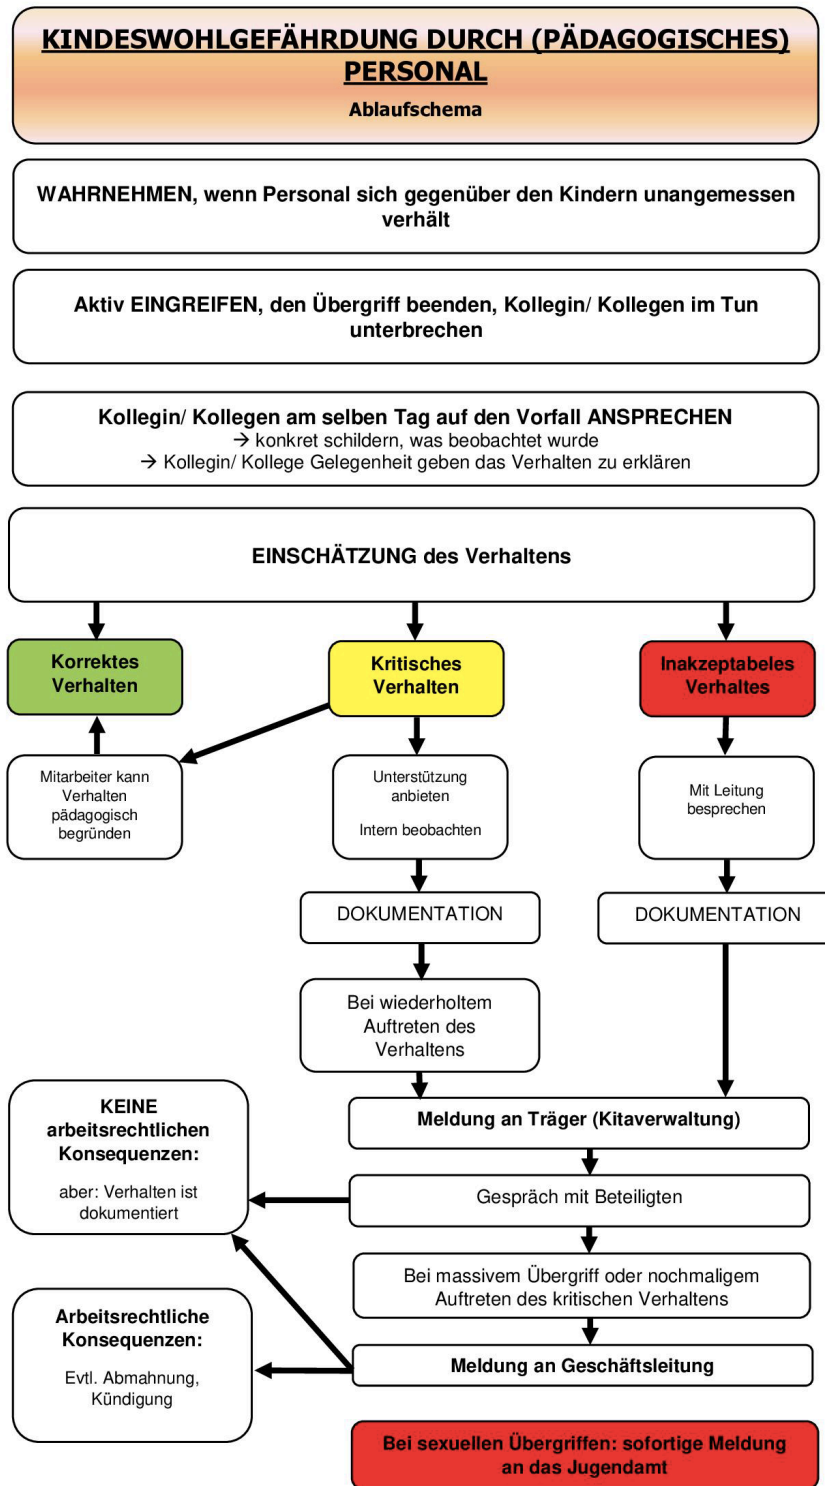 KINDESWOHLGEFÄHRDUNG DURCH (PÄDAGOGISCHES)
PERSONAL
Ablaufschema
WAHRNEHMEN, wenn Personal sich gegenüber den Kindern unangemessen
verhält
Aktiv EINGREIFEN, den Übergriff beenden, Kollegin/ Kollegen im Tun
unterbrechen
Kollegin/ Kollegen am selben Tag auf den Vorfall ANSPRECHEN
→ konkret schildern, was beobachtet wurde
→ Kollegin/ Kollege Gelegenheit geben das Verhalten zu erklären
EINSCHÄTZUNG des Verhaltens
Korrektes
Verhalten
Kritisches
Verhalten
Inakzeptabeles
Verhaltes
Mitarbeiter kann
Verhalten
pädagogisch
begründen
Unterstützung
anbieten
Intern beobachten
Mit Leitung
besprechen
DOKUMENTATION
DOKUMENTATION
Bei wiederholtem
Auftreten des
Verhaltens
Meldung an Träger (Kitaverwaltung)
KEINE
arbeitsrechtlichen
Konsequenzen:
aber: Verhalten ist
dokumentiert
Gespräch mit Beteiligten
Bei massivem Übergriff oder nochmaligem
Auftreten des kritischen Verhaltens
Arbeitsrechtliche
Konsequenzen:
Evtl. Abmahnung,
Kündigung
Meldung an Geschäftsleitung
Bei sexuellen Übergriffen: sofortige Meldung
an das Jugendamt